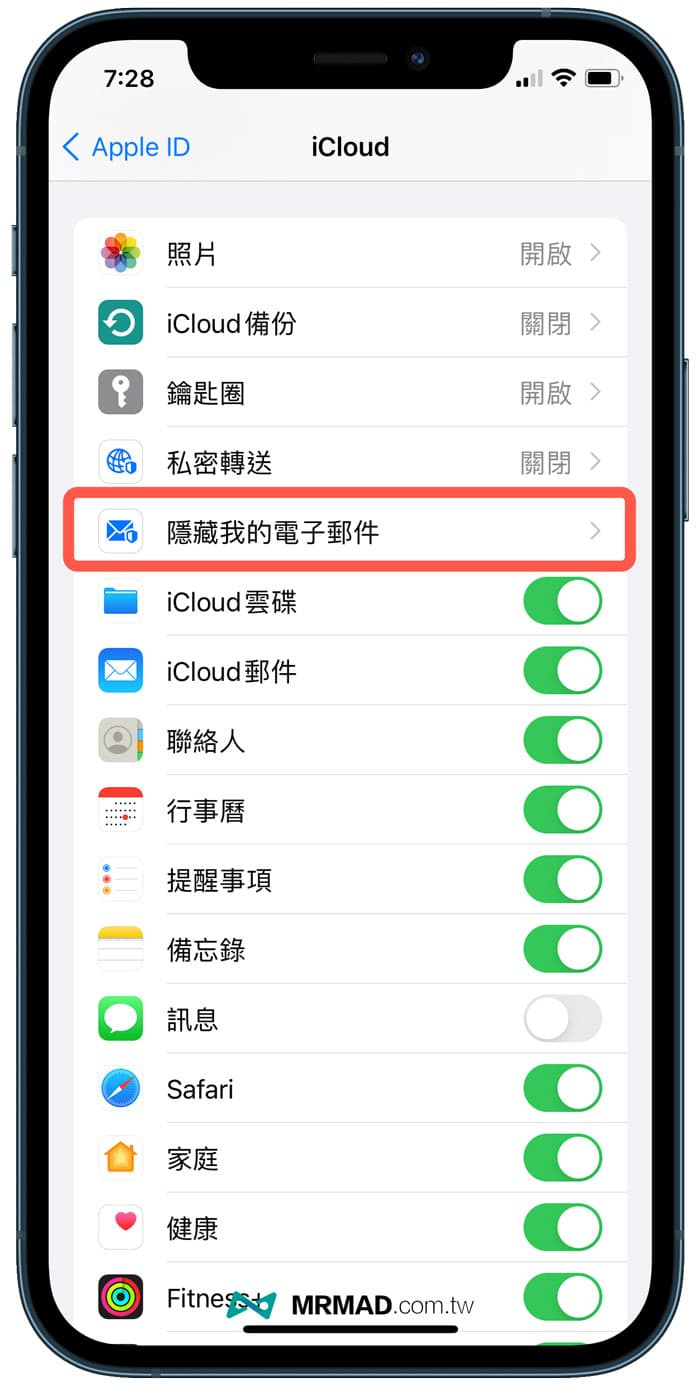 7:28
Apple ID
iCloud
照片 開啟
iCloud備份 關閉
鑰匙圈 開啟
私密轉送 關閉
隱藏我的電子郵件
iCloud雲碟
iCloud郵件
聯絡人
行事曆
提醒事項
備忘錄
訊息
Safari
家庭
健康
Fitness+
MRMAD.com.tw